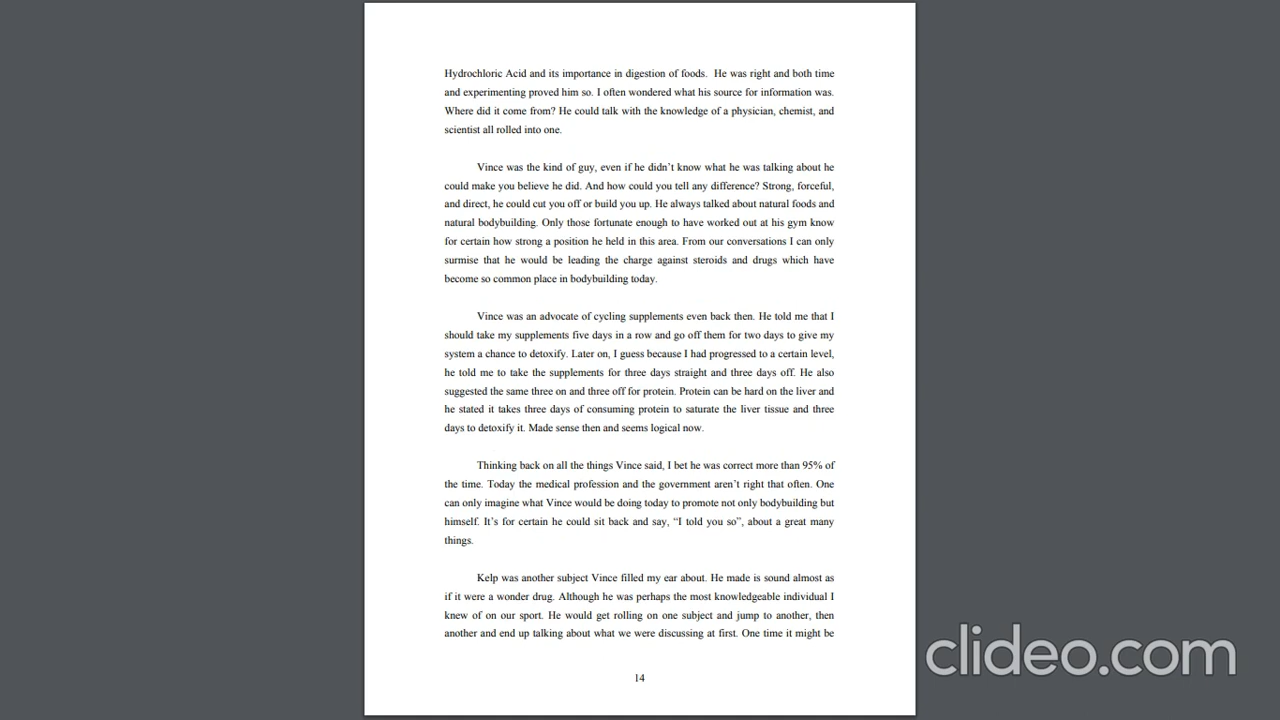 Hydrochloric Acid and its importance in digestion of foods.  He was right and both time
and experimenting proved him so. I often wondered what his source for information was.
Where did it come from? He could talk with the knowledge of a physician, chemist, and
scientist all rolled into one.
Vince was the kind of guy, even if he didn’t know what he was talking about he
could make you believe he did. And how could you tell any difference? Strong, forceful,
and direct, he could cut you off or build you up. He always talked about natural foods and
natural bodybuilding. Only those fortunate enough to have worked out at his gym know
for certain how strong a position he held in this area. From our conversations I can only
surmise that he would be leading the charge against steroids and drugs which have
become so common place in bodybuilding today.
Vince was an advocate of cycling supplements even back then. He told me that I
should take my supplements five days in a row and go off them for two days to give my
system a chance to detoxify. Later on, I guess because I had progressed to a certain level,
he told me to take the supplements for three days straight and three days off. He also
suggested the same three on and three off for protein. Protein can be hard on the liver and
he stated it takes three days of consuming protein to saturate the liver tissue and three
days to detoxify it. Made sense then and seems logical now.
Thinking back on all the things Vince said, I bet he was correct more than 95% of
the time. Today the medical profession and the government aren’t right that often. One
can only imagine what Vince would be doing today to promote not only bodybuilding but
himself. It’s for certain he could sit back and say, “I told you so”, about a great many
things.
Kelp was another subject Vince filled my ear about. He made is sound almost as
if it were a wonder drug. Although he was perhaps the most knowledgeable individual I
knew of on our sport. He would get rolling on one subject and jump to another, then
another and end up talking about what we were discussing at first. One time it might be
14
clideo.com